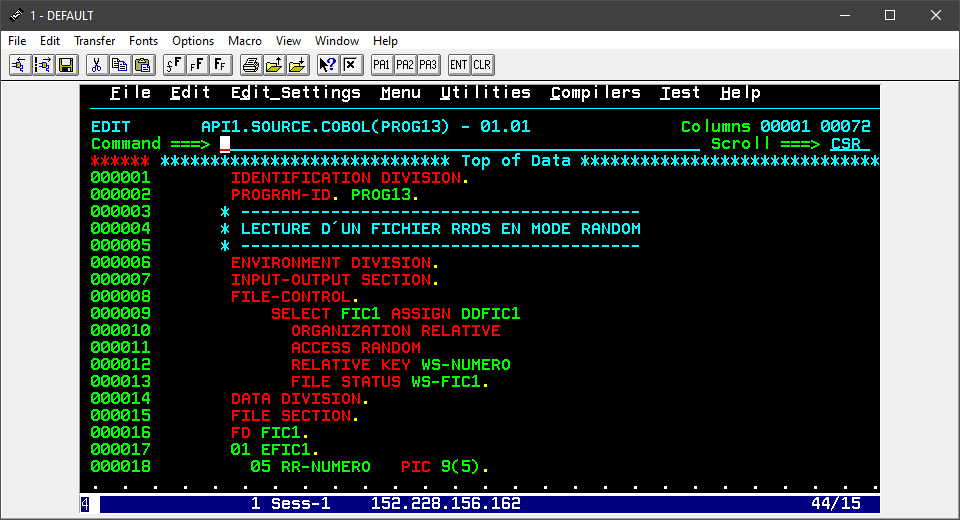 1 - DEFAULT
File Edit Transfer Fonts Options Macro View Window Help
PA1 PA2 PA3 ENT CLR
File Edit Edit_Settings Menu Utilities Compilers Test Help
EDIT API1.SOURCE.COBOL(PROG13) - 01.01 Columns 00001 00072
Command ===> Scroll ===> CSR
****** ***************************** Top of Data ******************************
000001 IDENTIFICATION DIVISION.
000002 PROGRAM-ID. PROG13.
000003 * ----------------------------------------
000004 * LECTURE D´UN FICHIER RRDS EN MODE RANDOM
000005 * ----------------------------------------
000006 ENVIRONMENT DIVISION.
000007 INPUT-OUTPUT SECTION.
000008 FILE-CONTROL.
000009 SELECT FIC1 ASSIGN DDFIC1
000010 ORGANIZATION RELATIVE
000011 ACCESS RANDOM
000012 RELATIVE KEY WS-NUMERO
000013 FILE STATUS WS-FIC1.
000014 DATA DIVISION.
000015 FILE SECTION.
000016 FD FIC1.
000017 01 EFIC1.
000018 05 RR-NUMERO PIC 9(5).
. . . . . . . . . . . . . . . . . . . . . . . . . . .
4 1 Sess-1 152.228.156.162 44/15